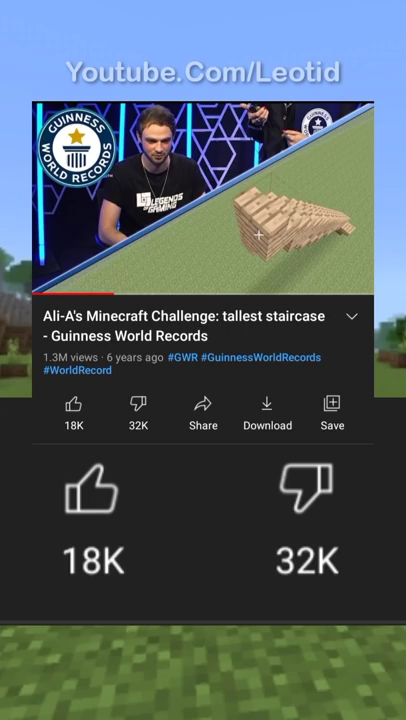 Youtube.Com/Leotid
GUINNESS
WORLD RECORDS
LEGENDS
OF GAMING
Ali-A's Minecraft Challenge: tallest staircase
- Guinness World Records
1.3M views · 6 years ago #GWR #GuinnessWorldRecords
#WorldRecord
18K 32K Share Download Save
18K 32K